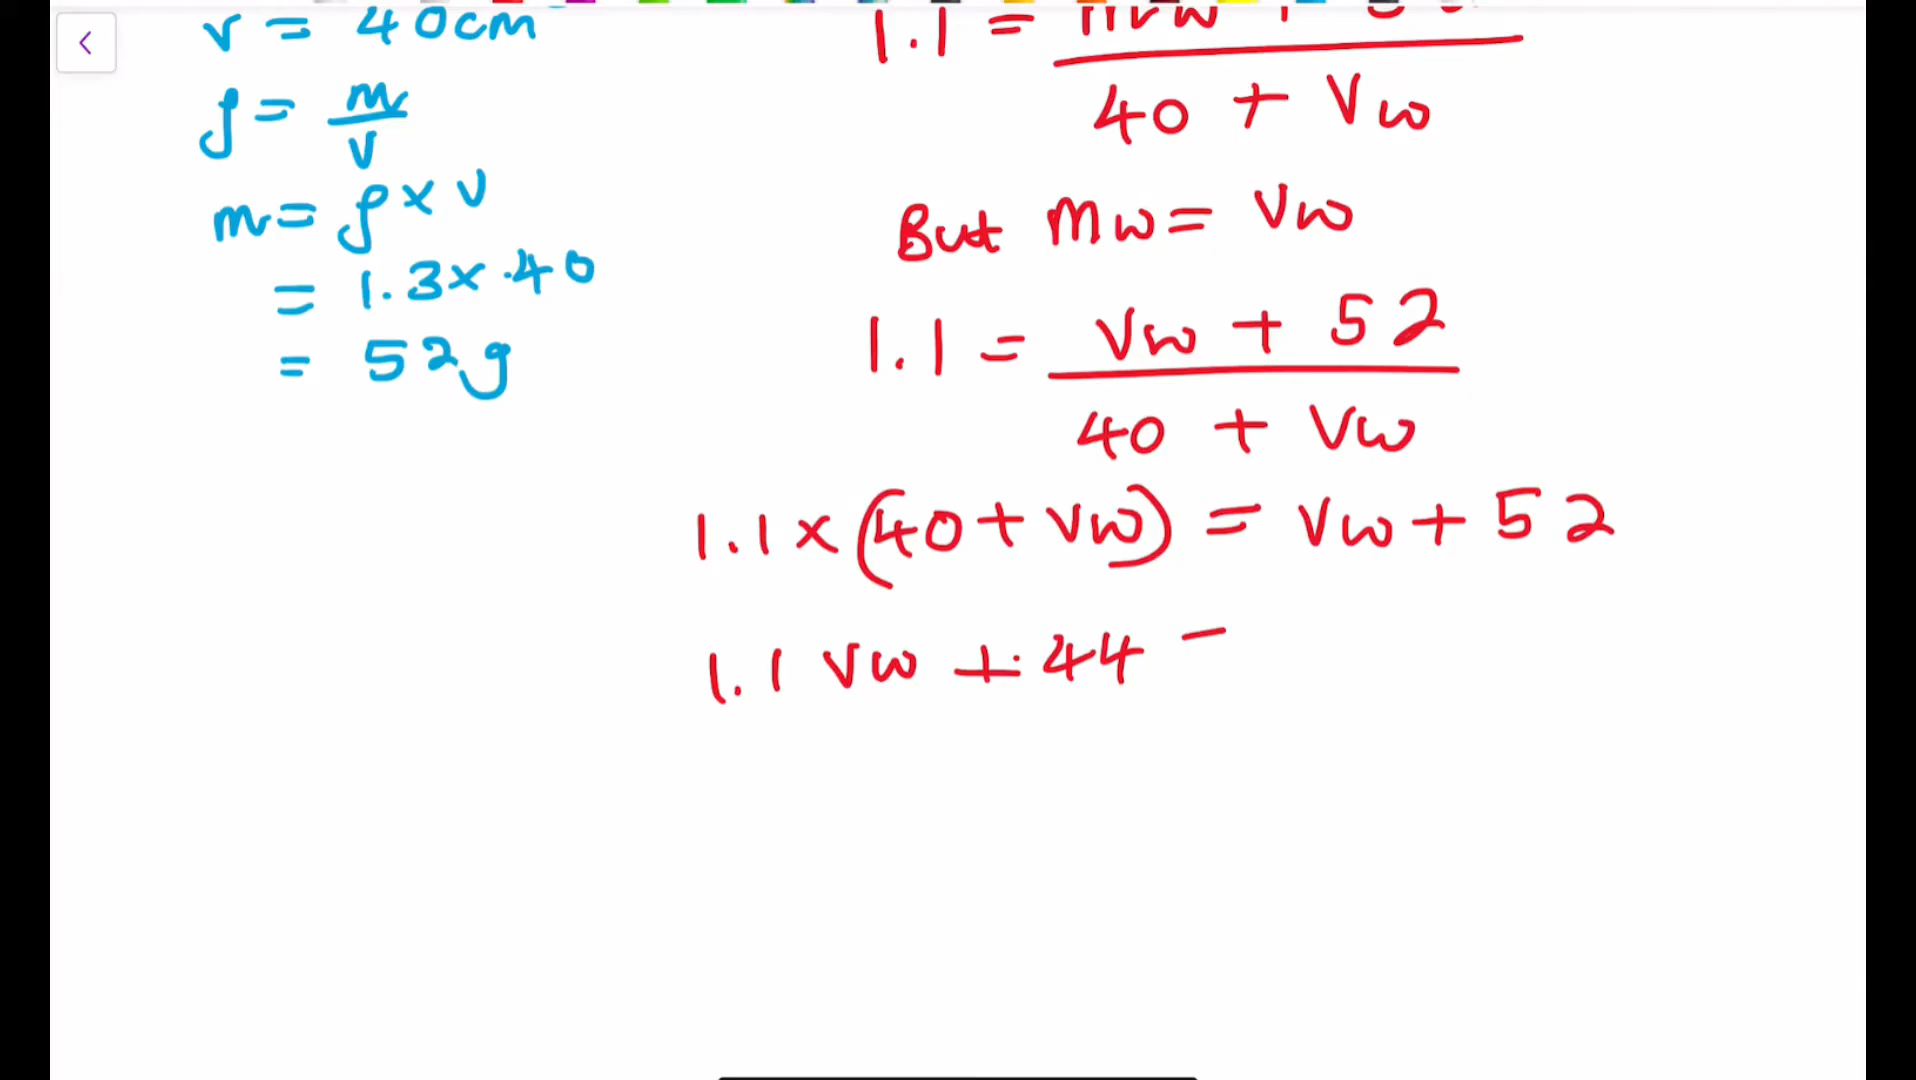 v = 40cm
ρ = m/v
m = ρ x v
= 1.3 x 40
= 52g
1.1 = 
40 + Vw
But Mw = Vw
1.1 = Vw + 52
40 + Vw
1.1 x (40 + Vw) = Vw + 52
1.1 Vw + 44 -